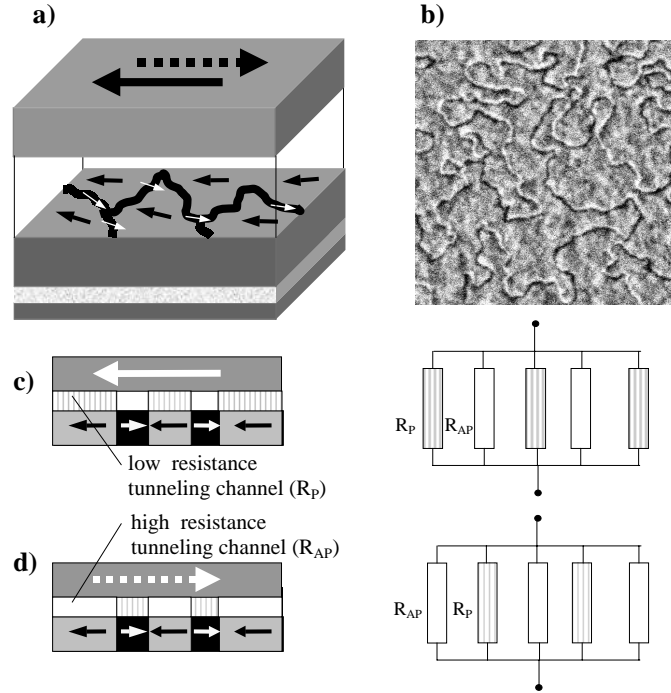 a)
b)
c)
R_P
R_AP
low resistance
tunneling channel (R_P)
high resistance
tunneling channel (R_AP)
d)
R_AP
R_P